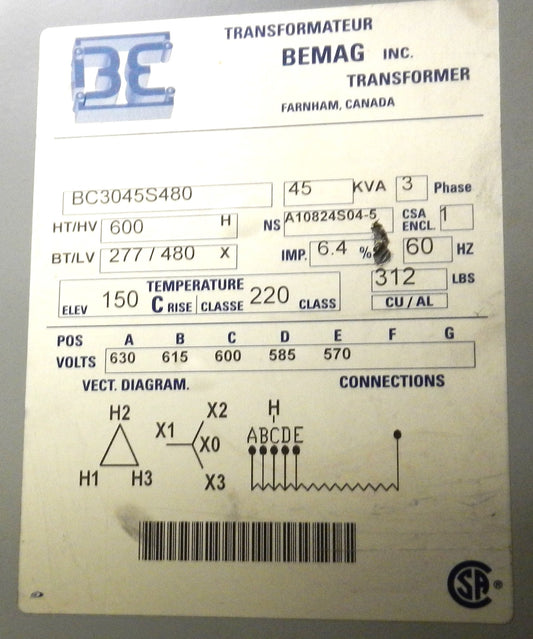 BE
TRANSFORMATEUR
BEMAG INC.
TRANSFORMER
FARNHAM, CANADA
BC3045S480 45 KVA 3 Phase
HT/HV 600 H NS A10824S04-5 CSA ENCL. 1
BT/LV 277 / 480 X IMP. 6.4 % 60 HZ
312 LBS
TEMPERATURE
ELEV 150 C RISE CLASSE 220 CLASS
CU / AL
POS A B C D E F G
VOLTS 630 615 600 585 570
VECT. DIAGRAM. CONNECTIONS
H2 X2 H
X1 X0 ABCDE
H1 H3 X3
CSA ®